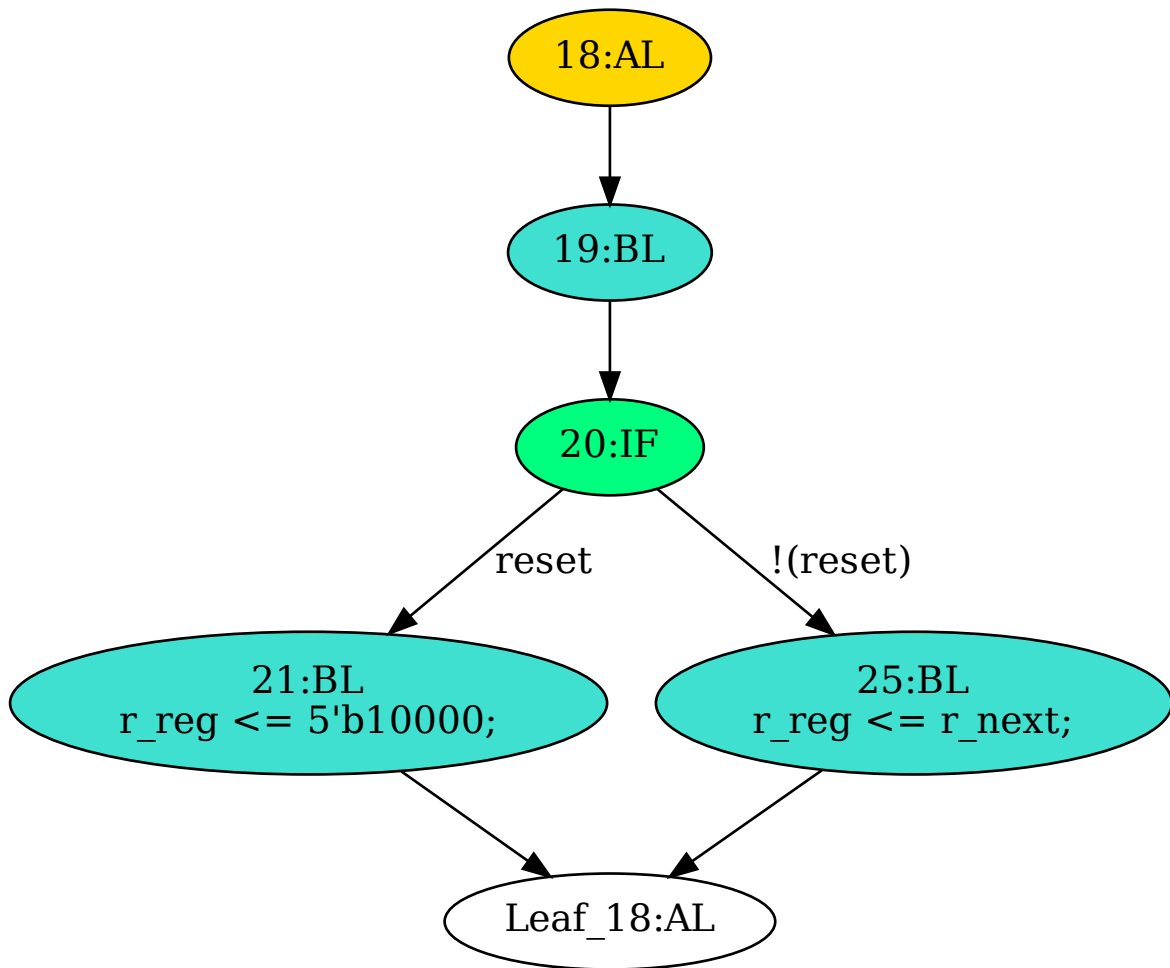 18:AL
19:BL
20:IF
reset
!(reset)
21:BL
r_reg <= 5'b10000;
25:BL
r_reg <= r_next;
Leaf_18:AL